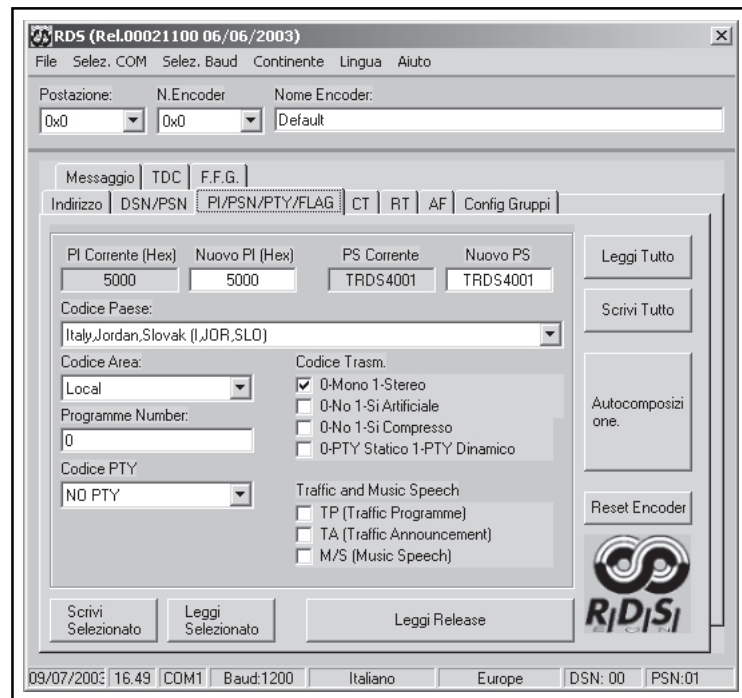 RDS (Rel.00021100 06/06/2003)
File Selez. COM Selez. Baud Continente Lingua Aiuto
Postazione: N.Encoder Nome Encoder:
0x0 0x0 Default
Messaggio TDC F.F.G.
Indirizzo DSN/PSN PI/PSN/PTY/FLAG CT RT AF Config Gruppi
PI Corrente (Hex) Nuovo PI (Hex) PS Corrente Nuovo PS
5000 5000 TRDS4001 TRDS4001
Codice Paese:
Italy,Jordan,Slovak (I,JOR,SLO)
Codice Area:
Local
Programme Number:
0
Codice PTY
NO PTY
Codice Trasm.
0-Mono 1-Stereo
0-No 1-Si Artificiale
0-No 1-Si Compresso
0-PTY Statico 1-PTY Dinamico
Traffic and Music Speech
TP (Traffic Programme)
TA (Traffic Announcement)
M/S (Music Speech)
Leggi Tutto
Scrivi Tutto
Autocomposizi
one.
Reset Encoder
R/D/S/
EON
Scrivi
Selezionato
Leggi
Selezionato
Leggi Release
09/07/2003 16.49 COM1 Baud:1200 Italiano Europe DSN: 00 PSN:01